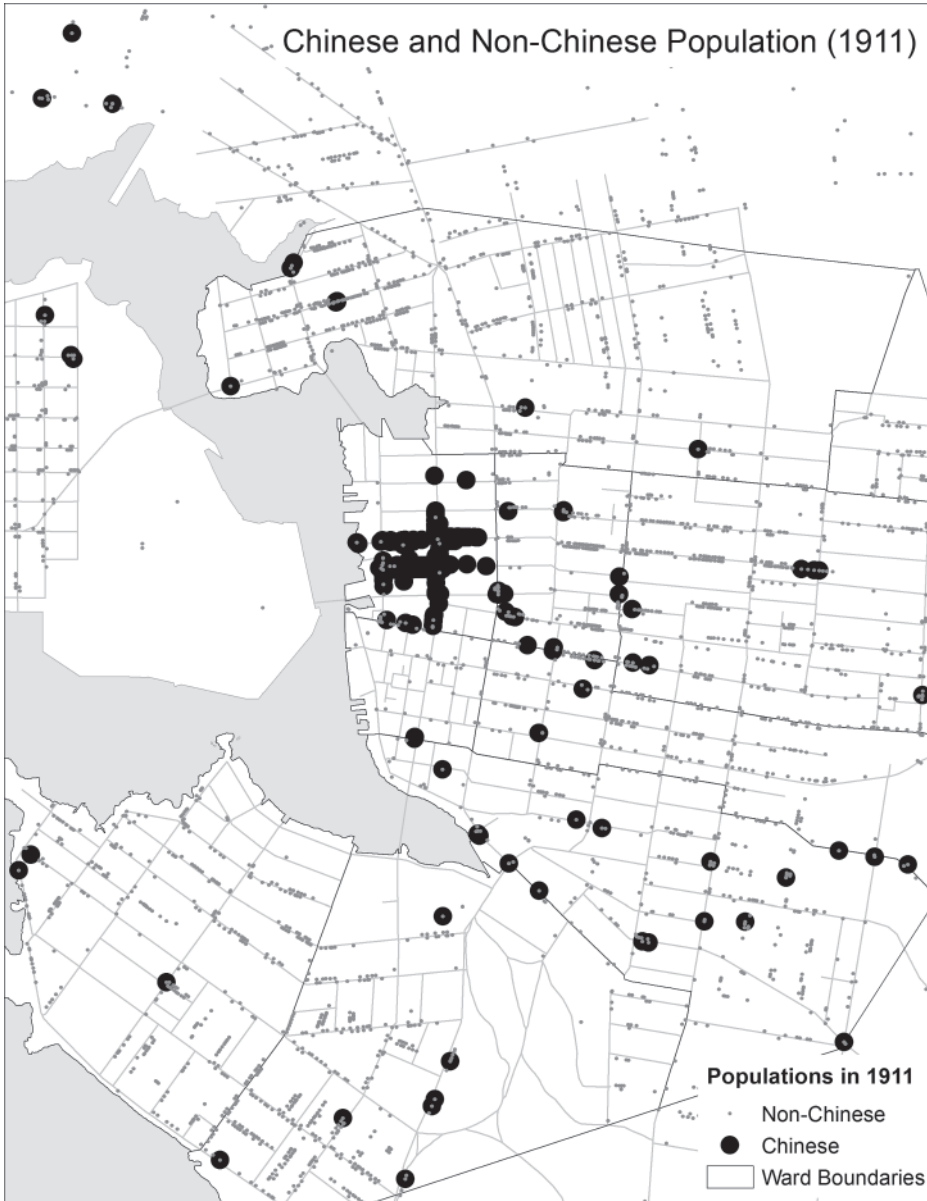 Chinese and Non-Chinese Population (1911)
Populations in 1911
Non-Chinese
Chinese
Ward Boundaries